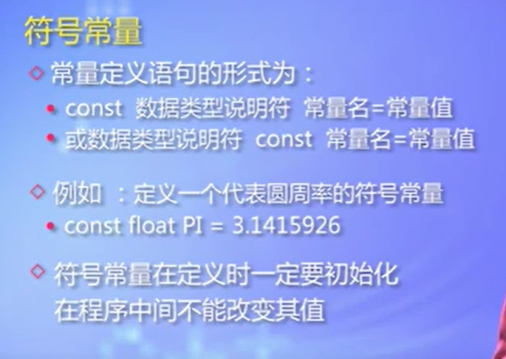 符号常量
常量定义语句的形式为：
const 数据类型说明符 常量名=常量值
或数据类型说明符 const 常量名=常量值
例如 ：定义一个代表圆周率的符号常量
const float PI = 3.1415926
符号常量在定义时一定要初始化
在程序中间不能改变其值